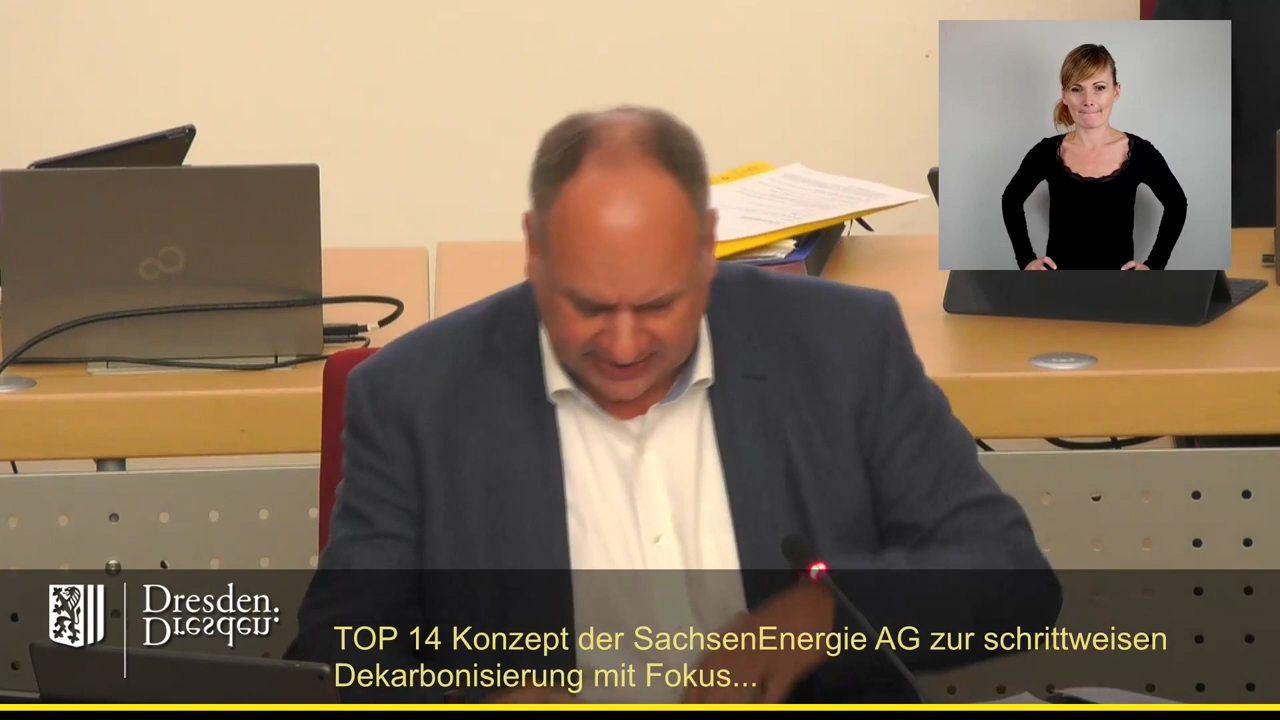 Dresden.
Dresden.
TOP 14 Konzept der SachsenEnergie AG zur schrittweisen
Dekarbonisierung mit Fokus...